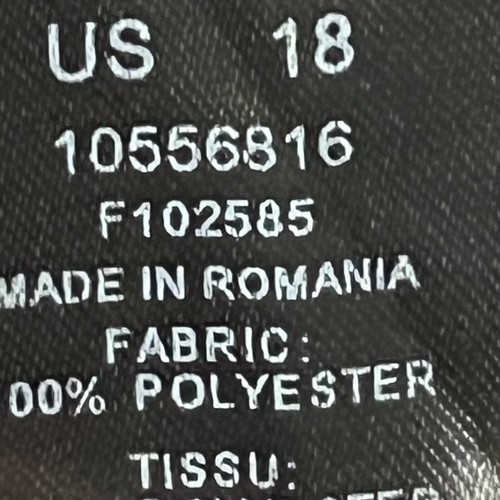 US 18
10556816
F102585
MADE IN ROMANIA
FABRIC:
00% POLYESTER
TISSU: